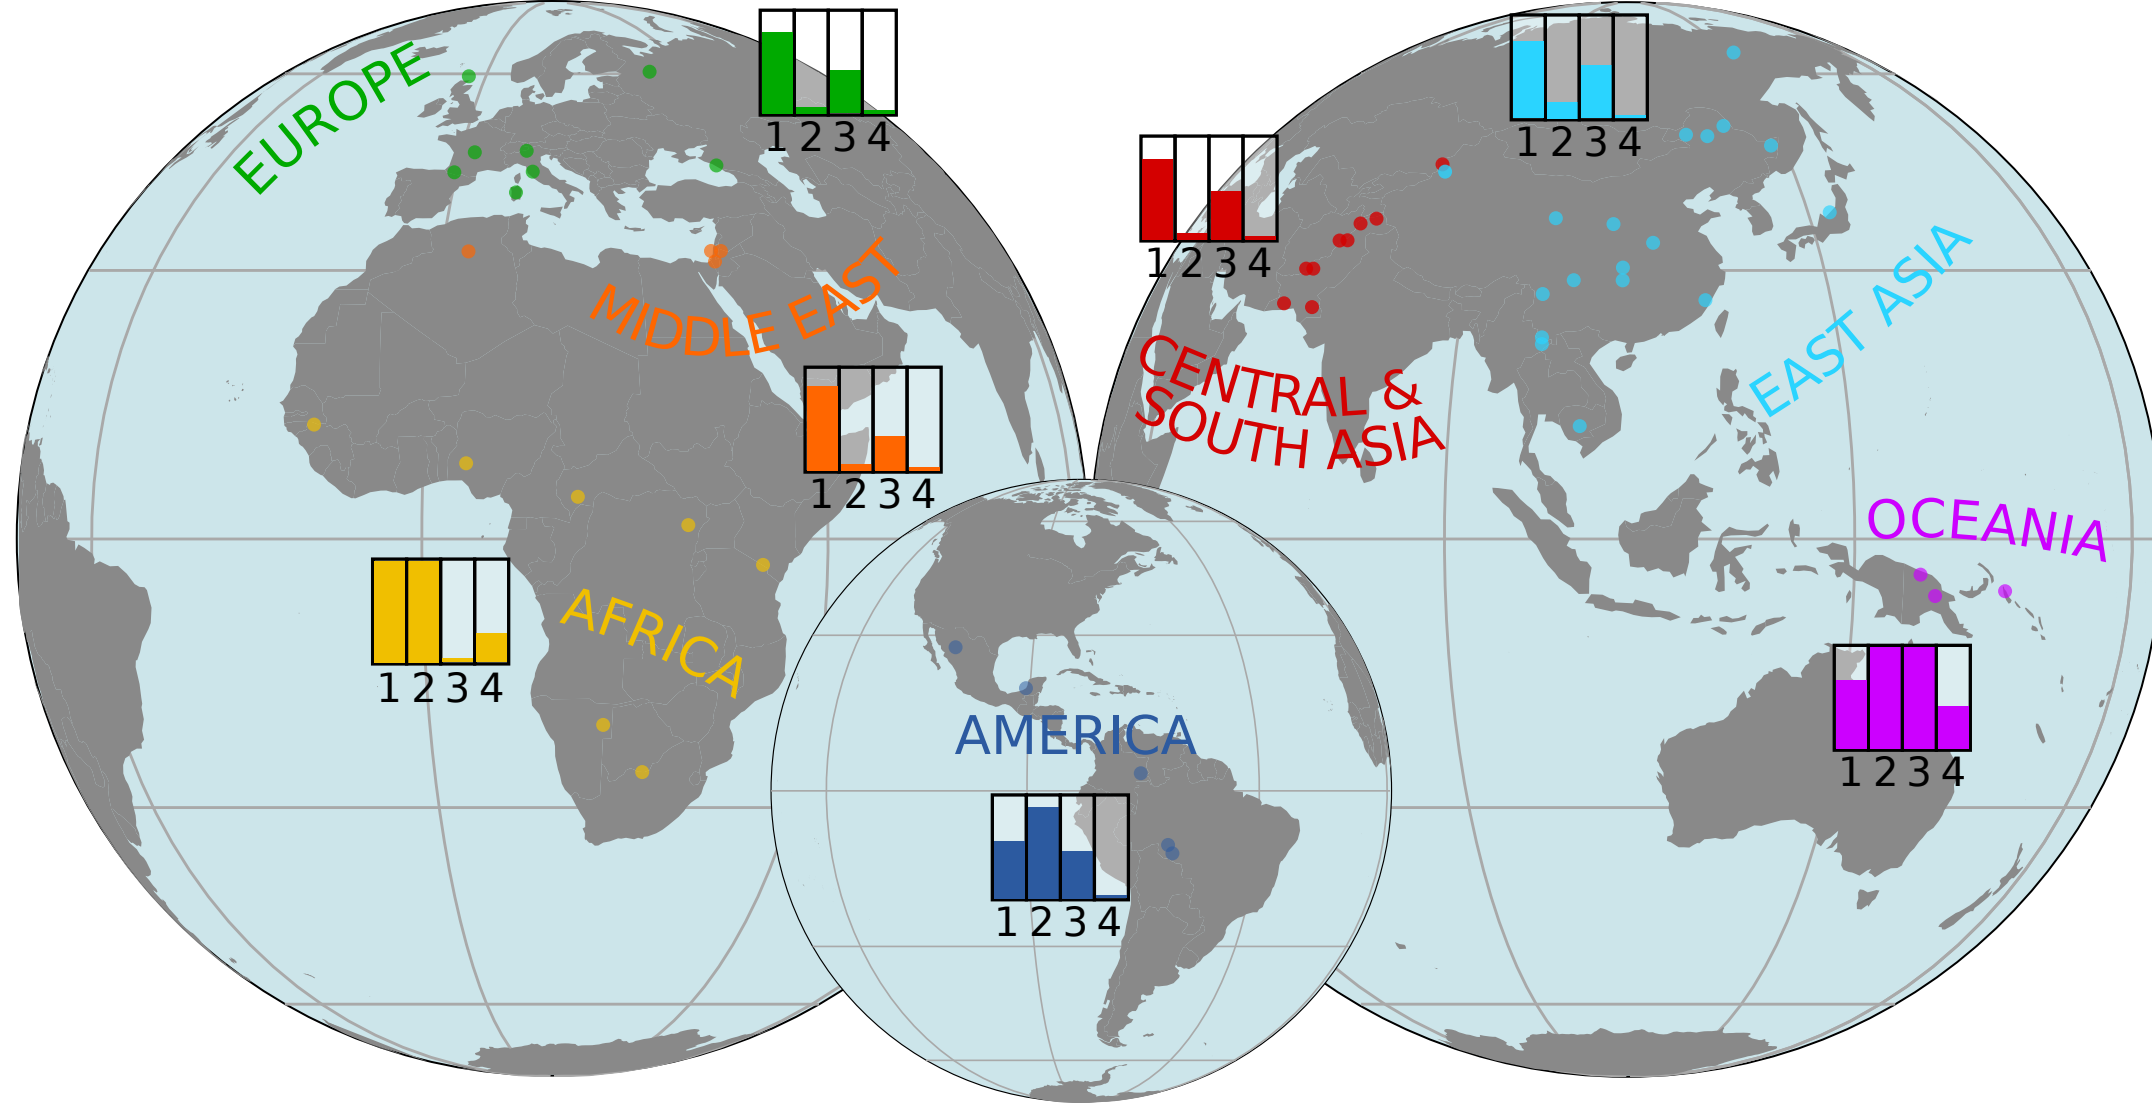 EUROPE
1 2 3 4
1 2 3 4
1 2 3 4
MIDDLE EAST
EAST ASIA
CENTRAL &
SOUTH ASIA
1 2 3 4
OCEANIA
AFRICA
1 2 3 4
AMERICA
1 2 3 4
1 2 3 4